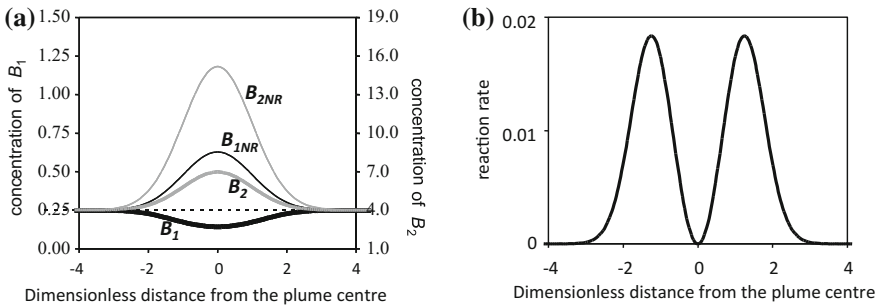 (a)
1.50
1.25
1.00
0.75
0.50
0.25
0.00
concentration of B1
19.0
16.0
13.0
10.0
7.0
4.0
1.0
concentration of B2
B2NR
B1NR
B2
B1
-4
-2
0
2
4
Dimensionless distance from the plume centre
(b)
0.02
0.01
0
reaction rate
-4
-2
0
2
4
Dimensionless distance from the plume centre